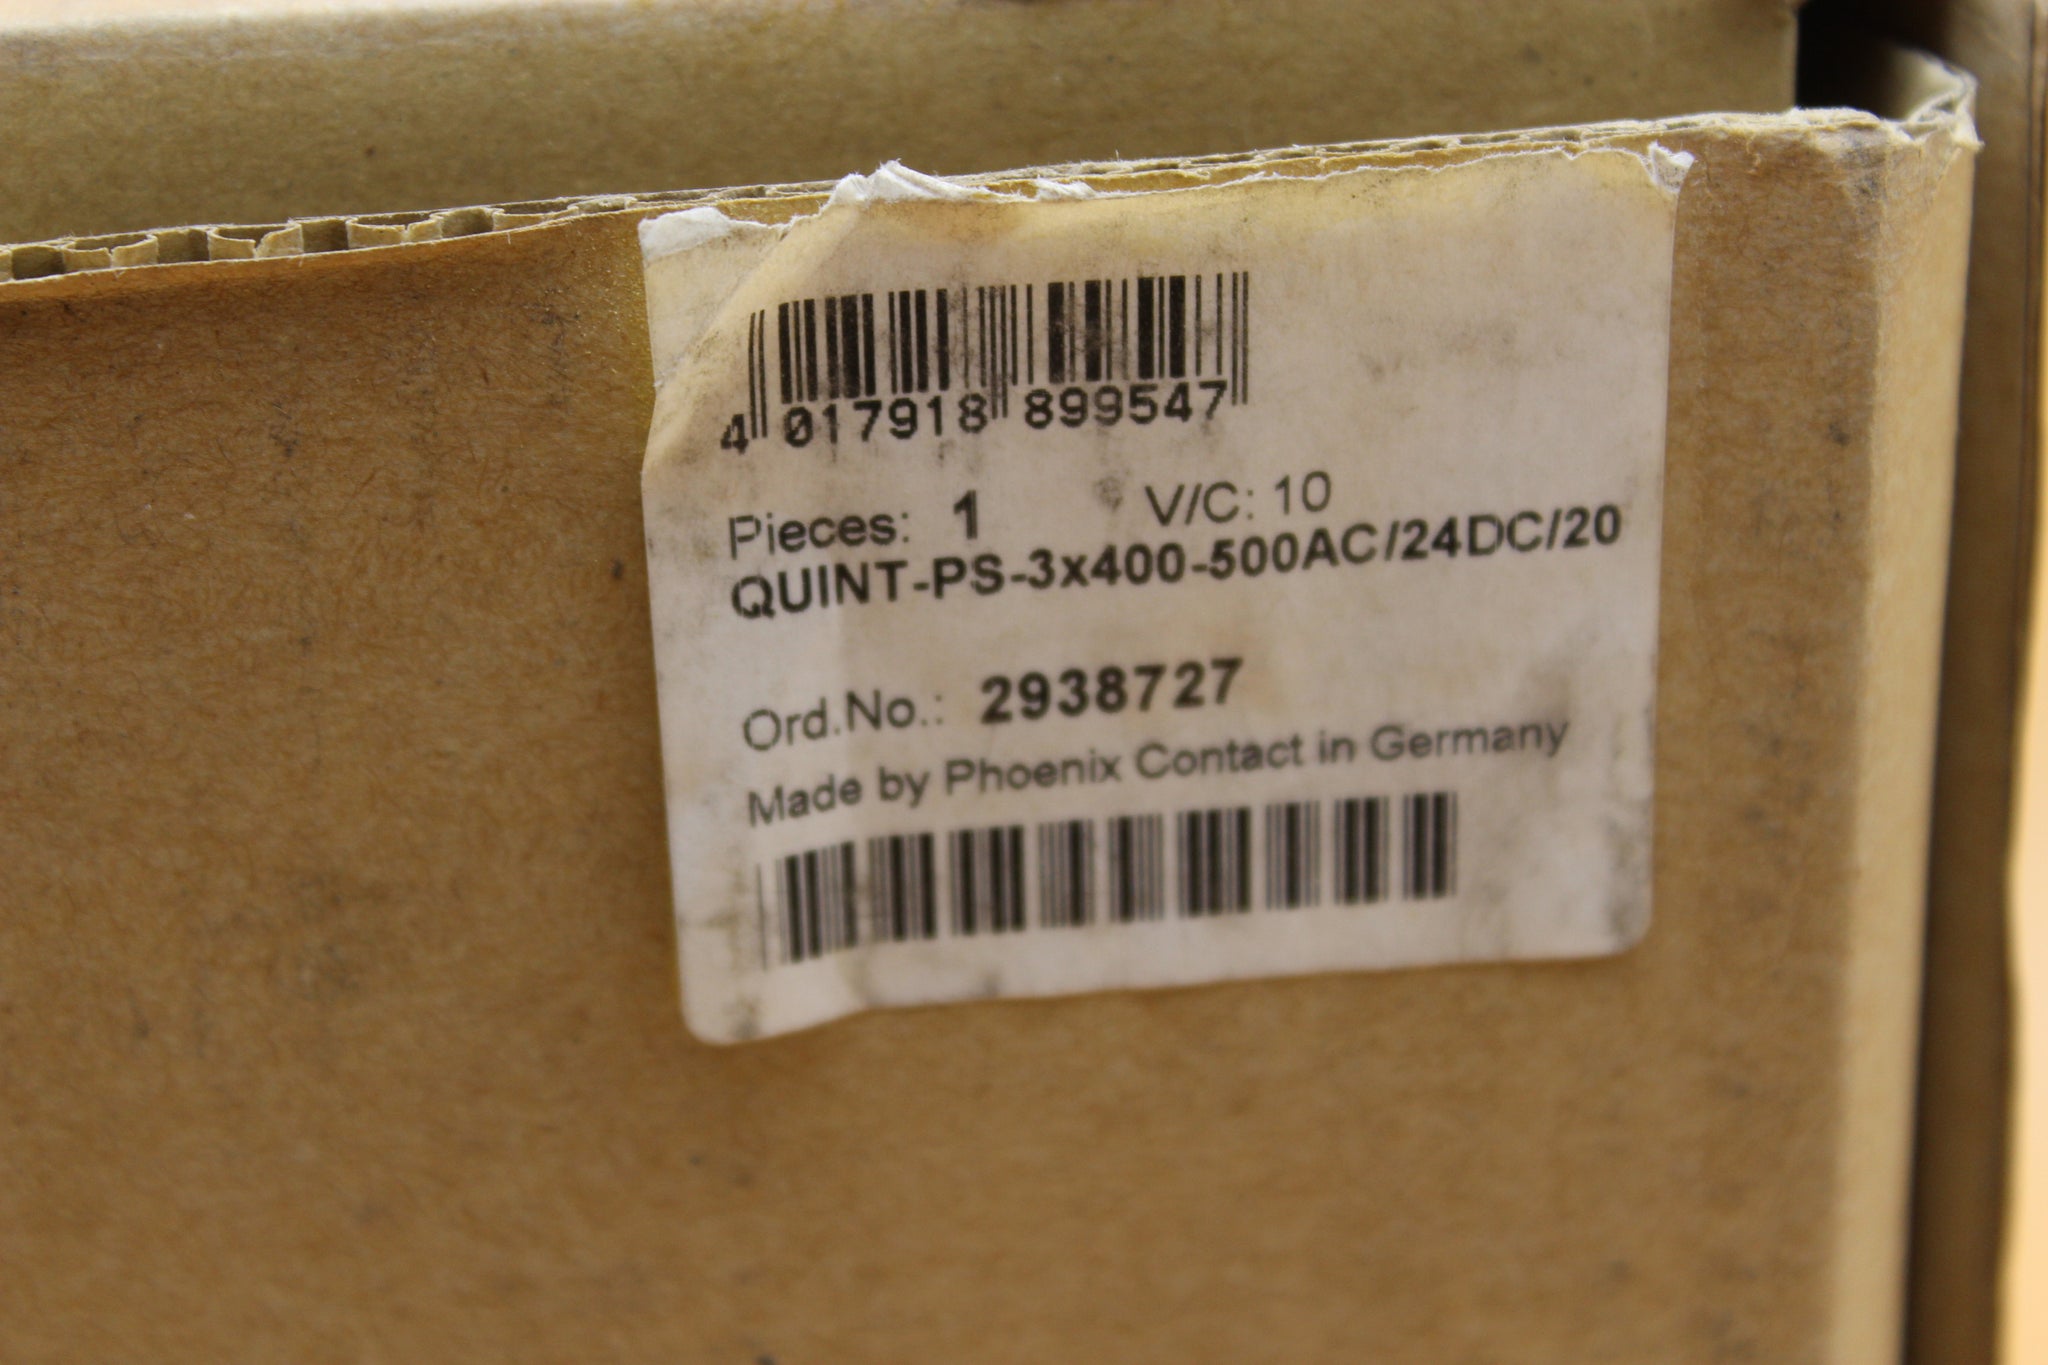 4 017918 899547
Pieces: 1 V/C: 10
QUINT-PS-3x400-500AC/24DC/20
Ord.No.: 2938727
Made by Phoenix Contact in Germany